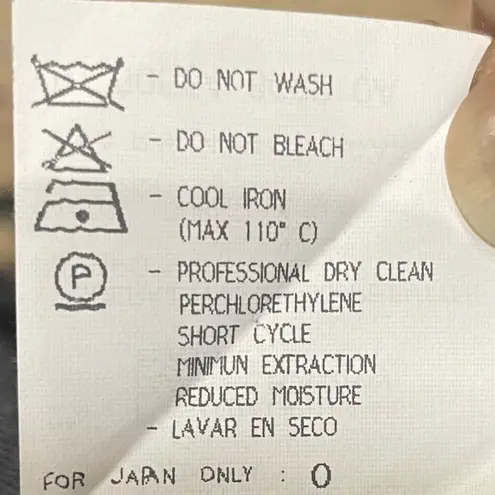 - DO NOT WASH
- DO NOT BLEACH
- COOL IRON
(MAX 110° C)
P
- PROFESSIONAL DRY CLEAN
PERCHLORETHYLENE
SHORT CYCLE
MINIMUN EXTRACTION
REDUCED MOISTURE
- LAVAR EN SECO
FOR JAPAN ONLY : O